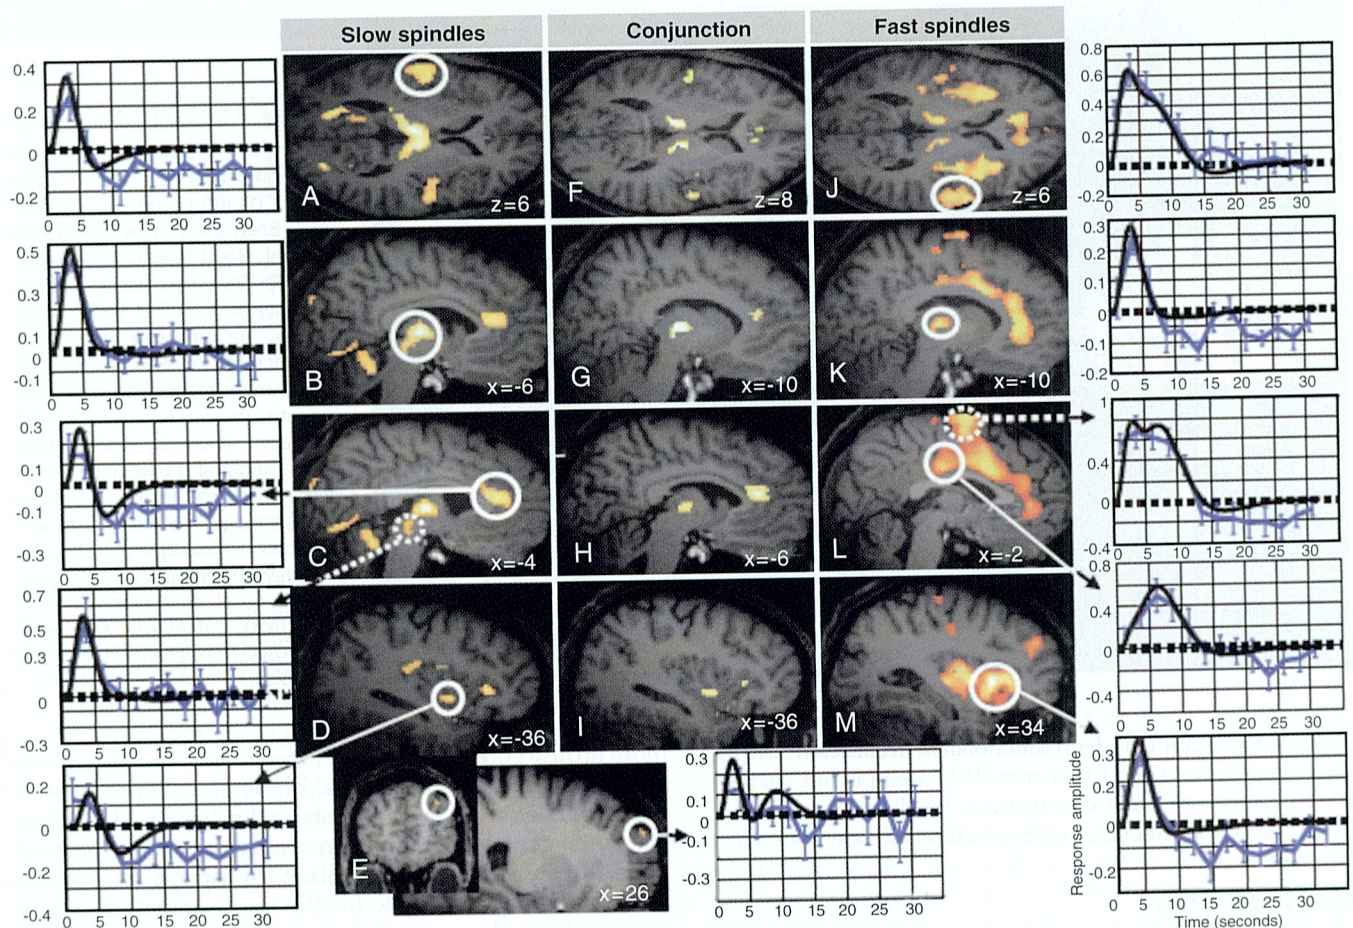 Slow spindles
Conjunction
Fast spindles
0.4
0.2
0
-0.2
0 5 10 15 20 25 30
A
z=6
F
z=8
J
z=6
0.8
0.6
0.4
0.2
0
-0.2
0 5 10 15 20 25 30
0.5
0.3
0.1
0
-0.1
0 5 10 15 20 25 30
B
x=-6
G
x=-10
K
x=-10
0.3
0.2
0.1
0
-0.1
-0.2
0 5 10 15 20 25 30
0.3
0.1
0
-0.1
-0.3
0 5 10 15 20 25 30
C
x=-4
H
x=-6
L
x=-2
1
0.4
0
-0.4
0 5 10 15 20 25 30
0.7
0.5
0.3
0
-0.3
0 5 10 15 20 25 30
D
x=-36
I
x=-36
M
x=34
0.8
0.4
0
-0.4
0 5 10 15 20 25 30
0.2
0
-0.2
-0.4
0 5 10 15 20 25 30
E
x=26
0.3
0.1
0
-0.1
-0.3
0 5 10 15 20 25 30
Response amplitude
0.3
0.2
0
-0.2
0 5 10 15 20 25 30
Time (seconds)